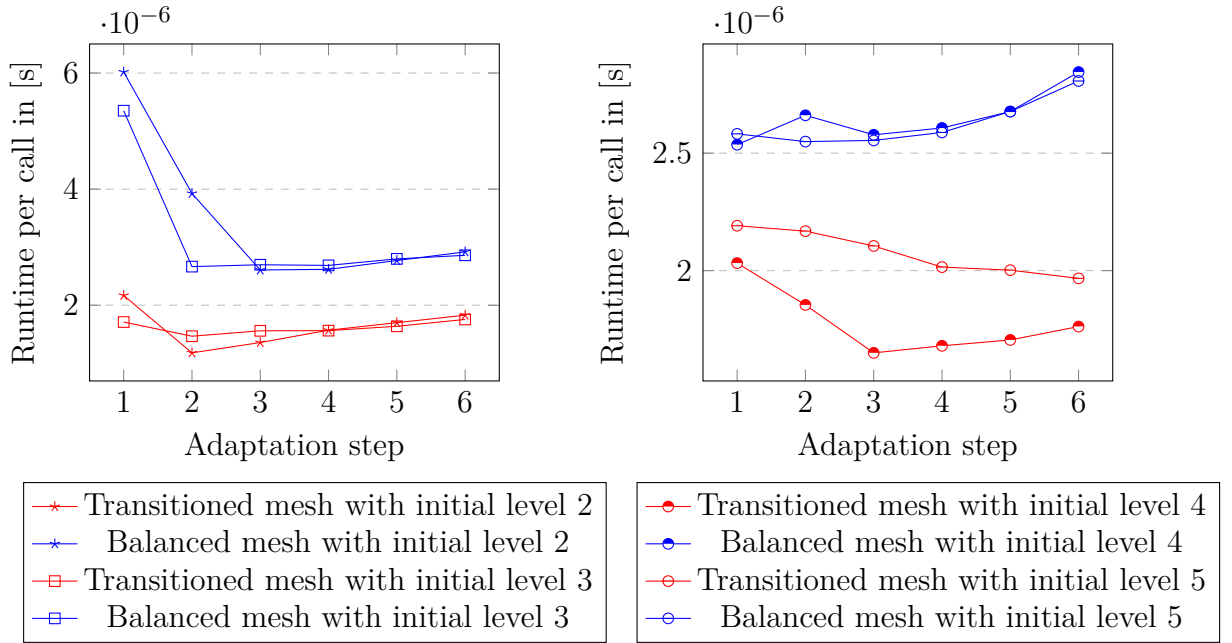 ·10−6
6
4
2
Runtime per call in [s]
1 2 3 4 5 6
Adaptation step
Transitioned mesh with initial level 2
Balanced mesh with initial level 2
Transitioned mesh with initial level 3
Balanced mesh with initial level 3
·10−6
2.5
2
Runtime per call in [s]
1 2 3 4 5 6
Adaptation step
Transitioned mesh with initial level 4
Balanced mesh with initial level 4
Transitioned mesh with initial level 5
Balanced mesh with initial level 5